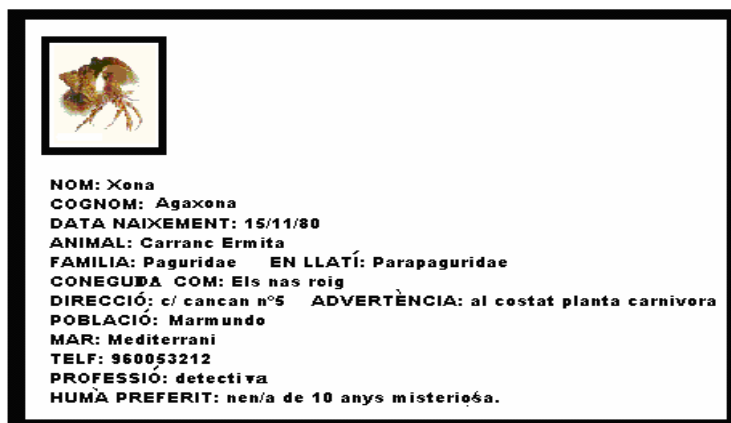 NOM: Xona
COGNOM: Agaxona
DATA NAIXEMENT: 15/11/80
ANIMAL: Carranc Ermita
FAMILIA: Paguridae EN LLATÍ: Parapaguridae
CONEGUDA COM: Els nas roig
DIRECCIÓ: c/ cancan nº5 ADVERTÈNCIA: al costat planta carnivora
POBLACIÓ: Marmundo
MAR: Mediterrani
TELF: 960053212
PROFESSIÓ: detectiva
HUMÀ PREFERIT: nen/a de 10 anys misteriosa.